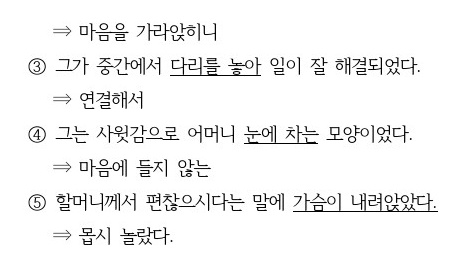 ⇒ 마음을 가라앉히니
③ 그가 중간에서 다리를 놓아 일이 잘 해결되었다.
⇒ 연결해서
④ 그는 사윗감으로 어머니 눈에 차는 모양이었다.
⇒ 마음에 들지 않는
⑤ 할머니께서 편찮으시다는 말에 가슴이 내려앉았다.
⇒ 몹시 놀랐다.